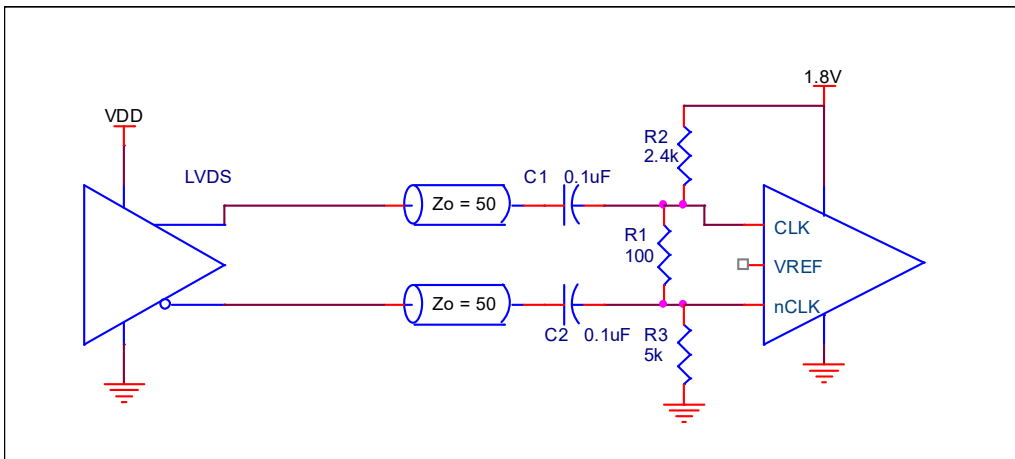 1.8V
VDD
R2
2.4k
LVDS
C1 0.1uF
Zo = 50
CLK
R1
100
VREF
Zo = 50
nCLK
C2 0.1uF
R3
5k